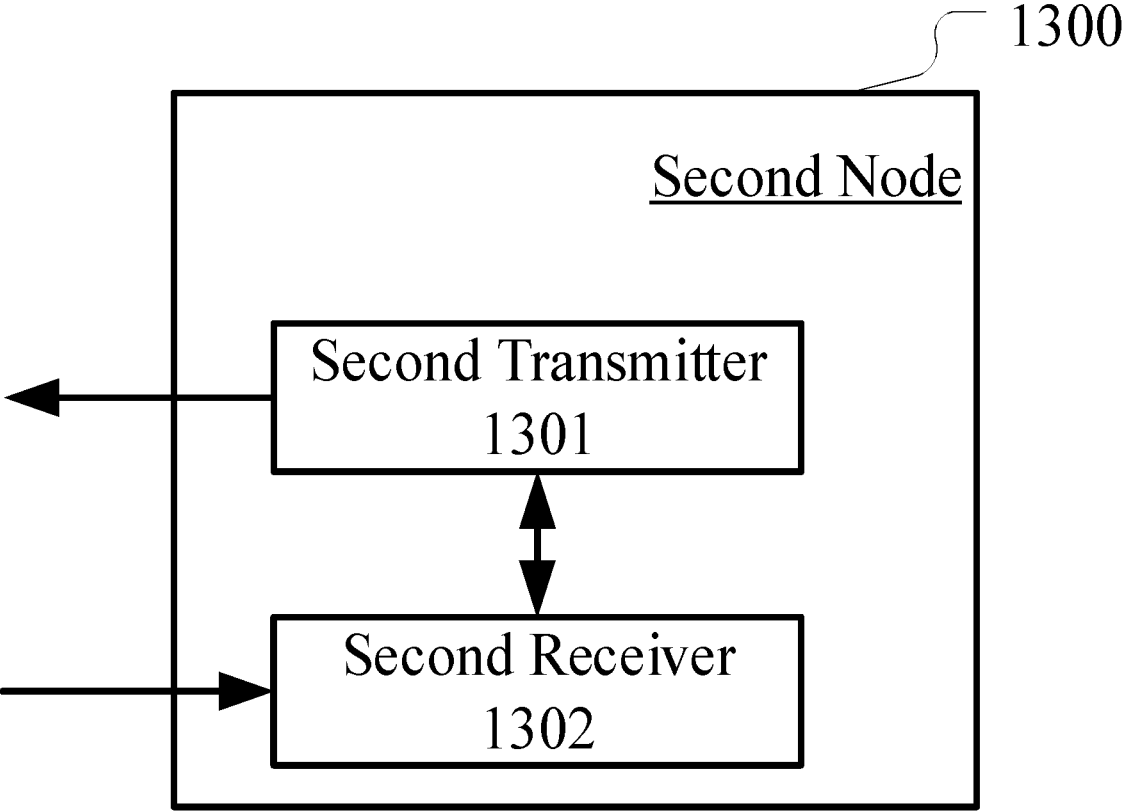 1300
Second Node
Second Transmitter
1301
Second Receiver
1302